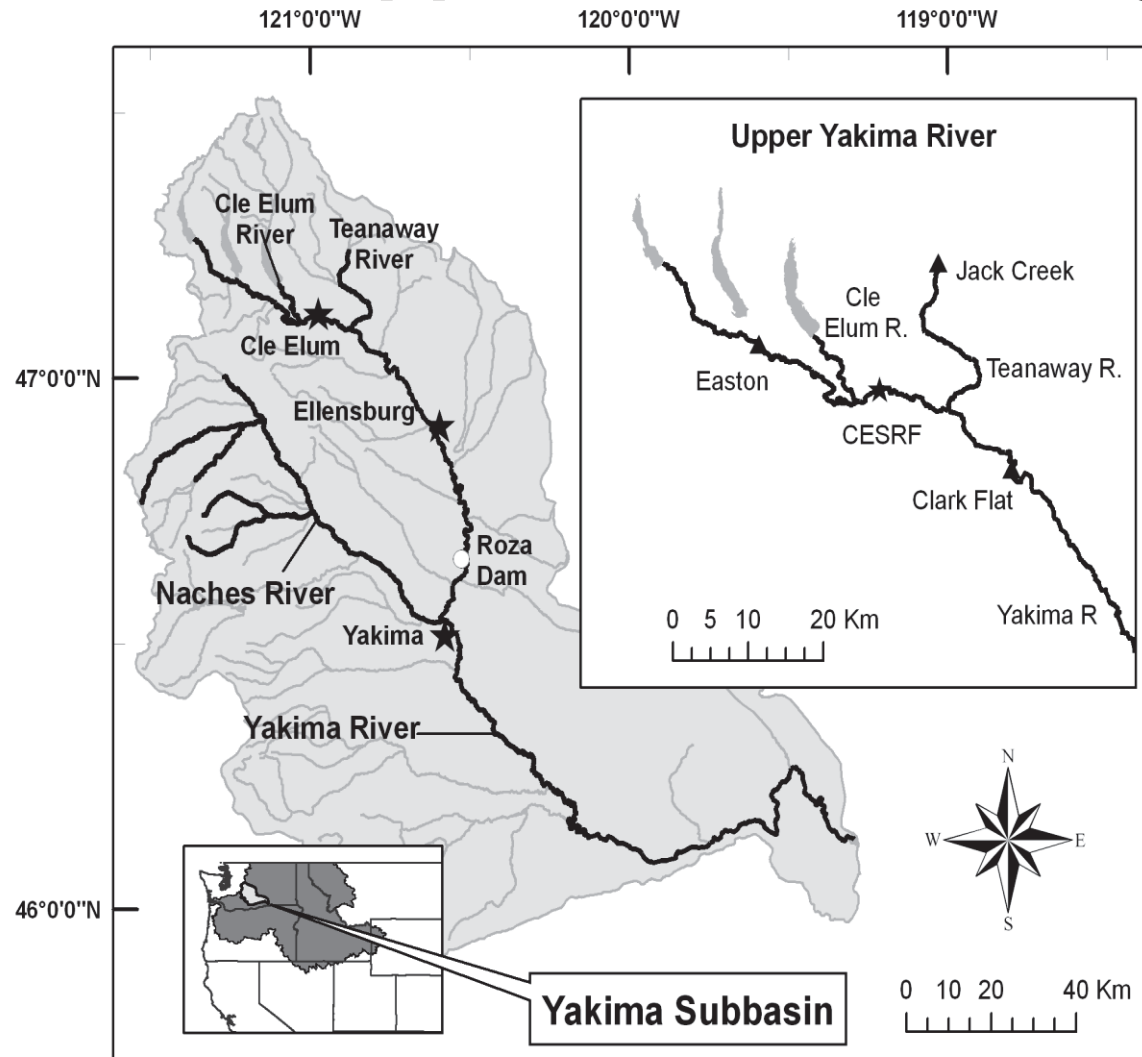 121°0'0"W
120°0'0"W
119°0'0"W
Upper Yakima River
Cle Elum
River
Teanaway
River
Jack Creek
Cle
Elum R.
Teanaway R.
Easton
Cle Elum
47°0'0"N
Ellensburg
CESRF
Clark Flat
Roza
Dam
Naches River
0 5 10 20 Km
Yakima R
Yakima
Yakima River
N
W
E
S
46°0'0"N
Yakima Subbasin
0 10 20 40 Km